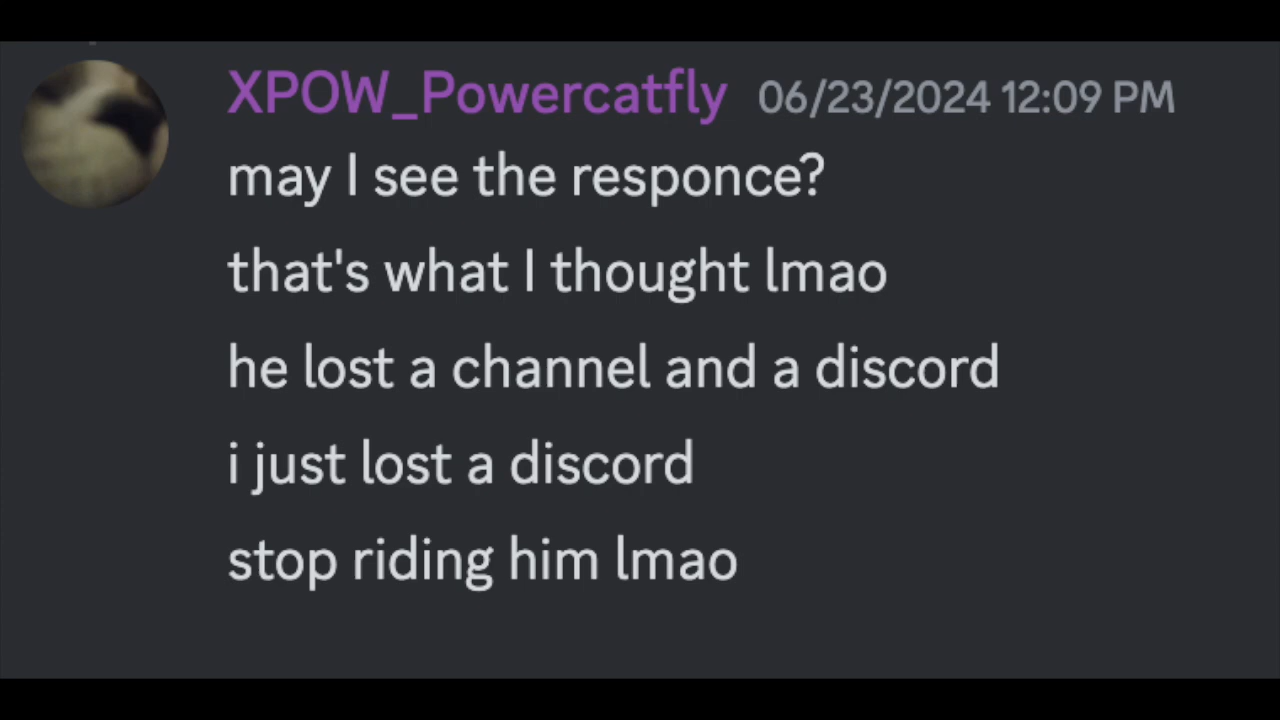 XPOW_Powercatfly 06/23/2024 12:09 PM
may I see the responce?
that's what I thought lmao
he lost a channel and a discord
i just lost a discord
stop riding him lmao